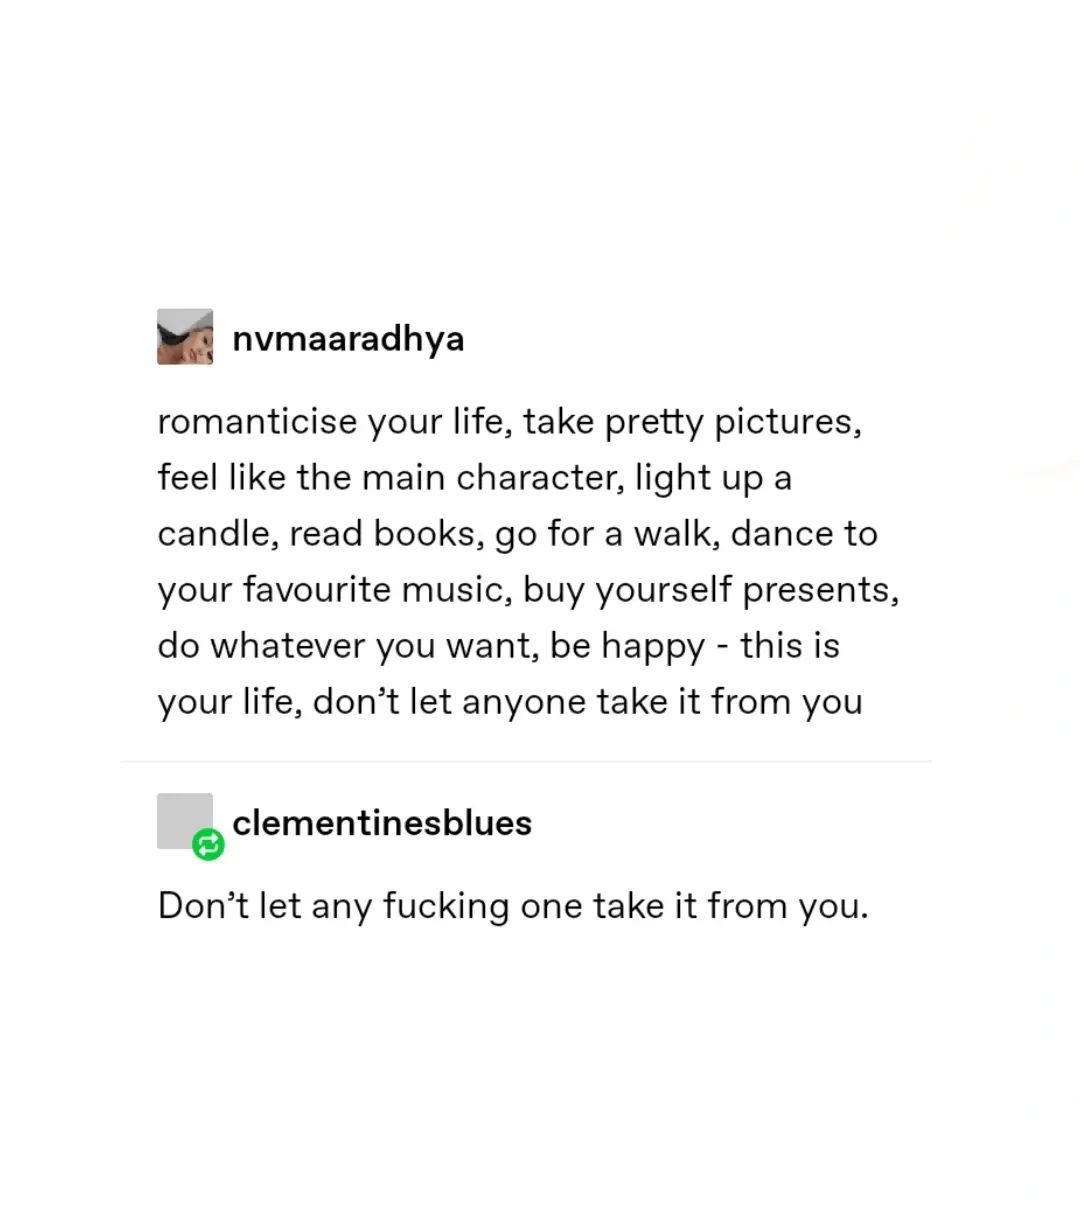 nvmaaradhya
romanticise your life, take pretty pictures,
feel like the main character, light up a
candle, read books, go for a walk, dance to
your favourite music, buy yourself presents,
do whatever you want, be happy - this is
your life, don’t let anyone take it from you
clementinesblues
Don’t let any fucking one take it from you.